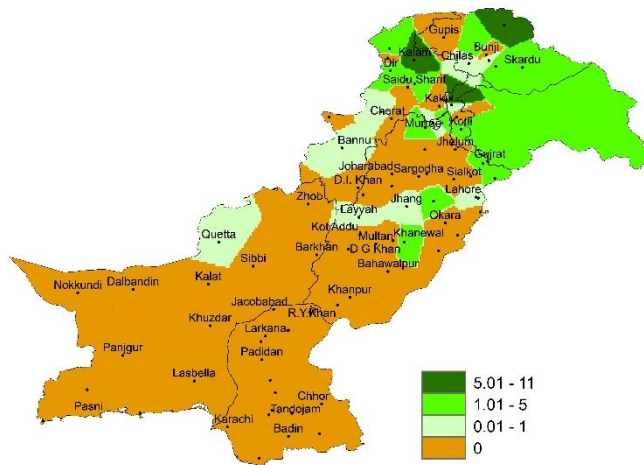 Gupis
Kalam
Bunji
Chilas
Dir
Skardu
Saidu Sharif
Kakul
Cherat
Murree
Kotli
Bannu
Jhelum
Joharabad
Gujrat
Sargodha
Sialkot
D.I. Khan
Zhob
Lahore
Layyah
Jhang
Okara
Kot Addu
Quetta
Multan
Khanewal
Barkhan
D G Khan
Sibbi
Bahawalpur
Nokkundi
Dalbandin
Kalat
Khanpur
Jacobabad
R.Y.Khan
Khuzdar
Larkana
Panjgur
Padidan
Lasbella
Pasni
Chhor
Karachi
Tandojam
Badin
5.01 - 11
1.01 - 5
0.01 - 1
0